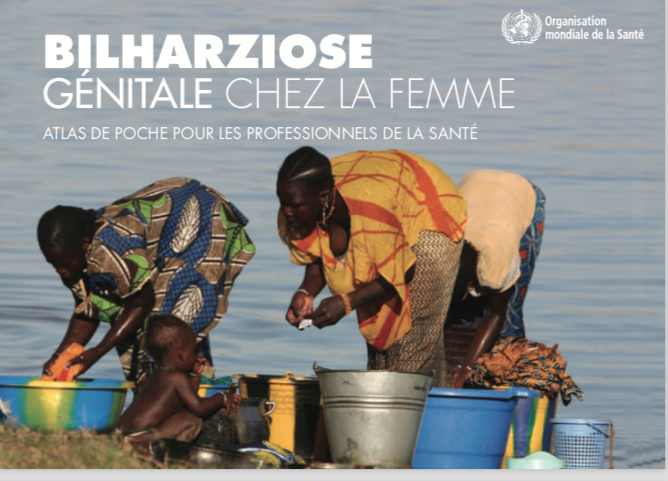 BILHARZIOSE
GÉNITALE CHEZ LA FEMME
ATLAS DE POCHE POUR LES PROFESSIONNELS DE LA SANTÉ
Organisation
mondiale de la Santé